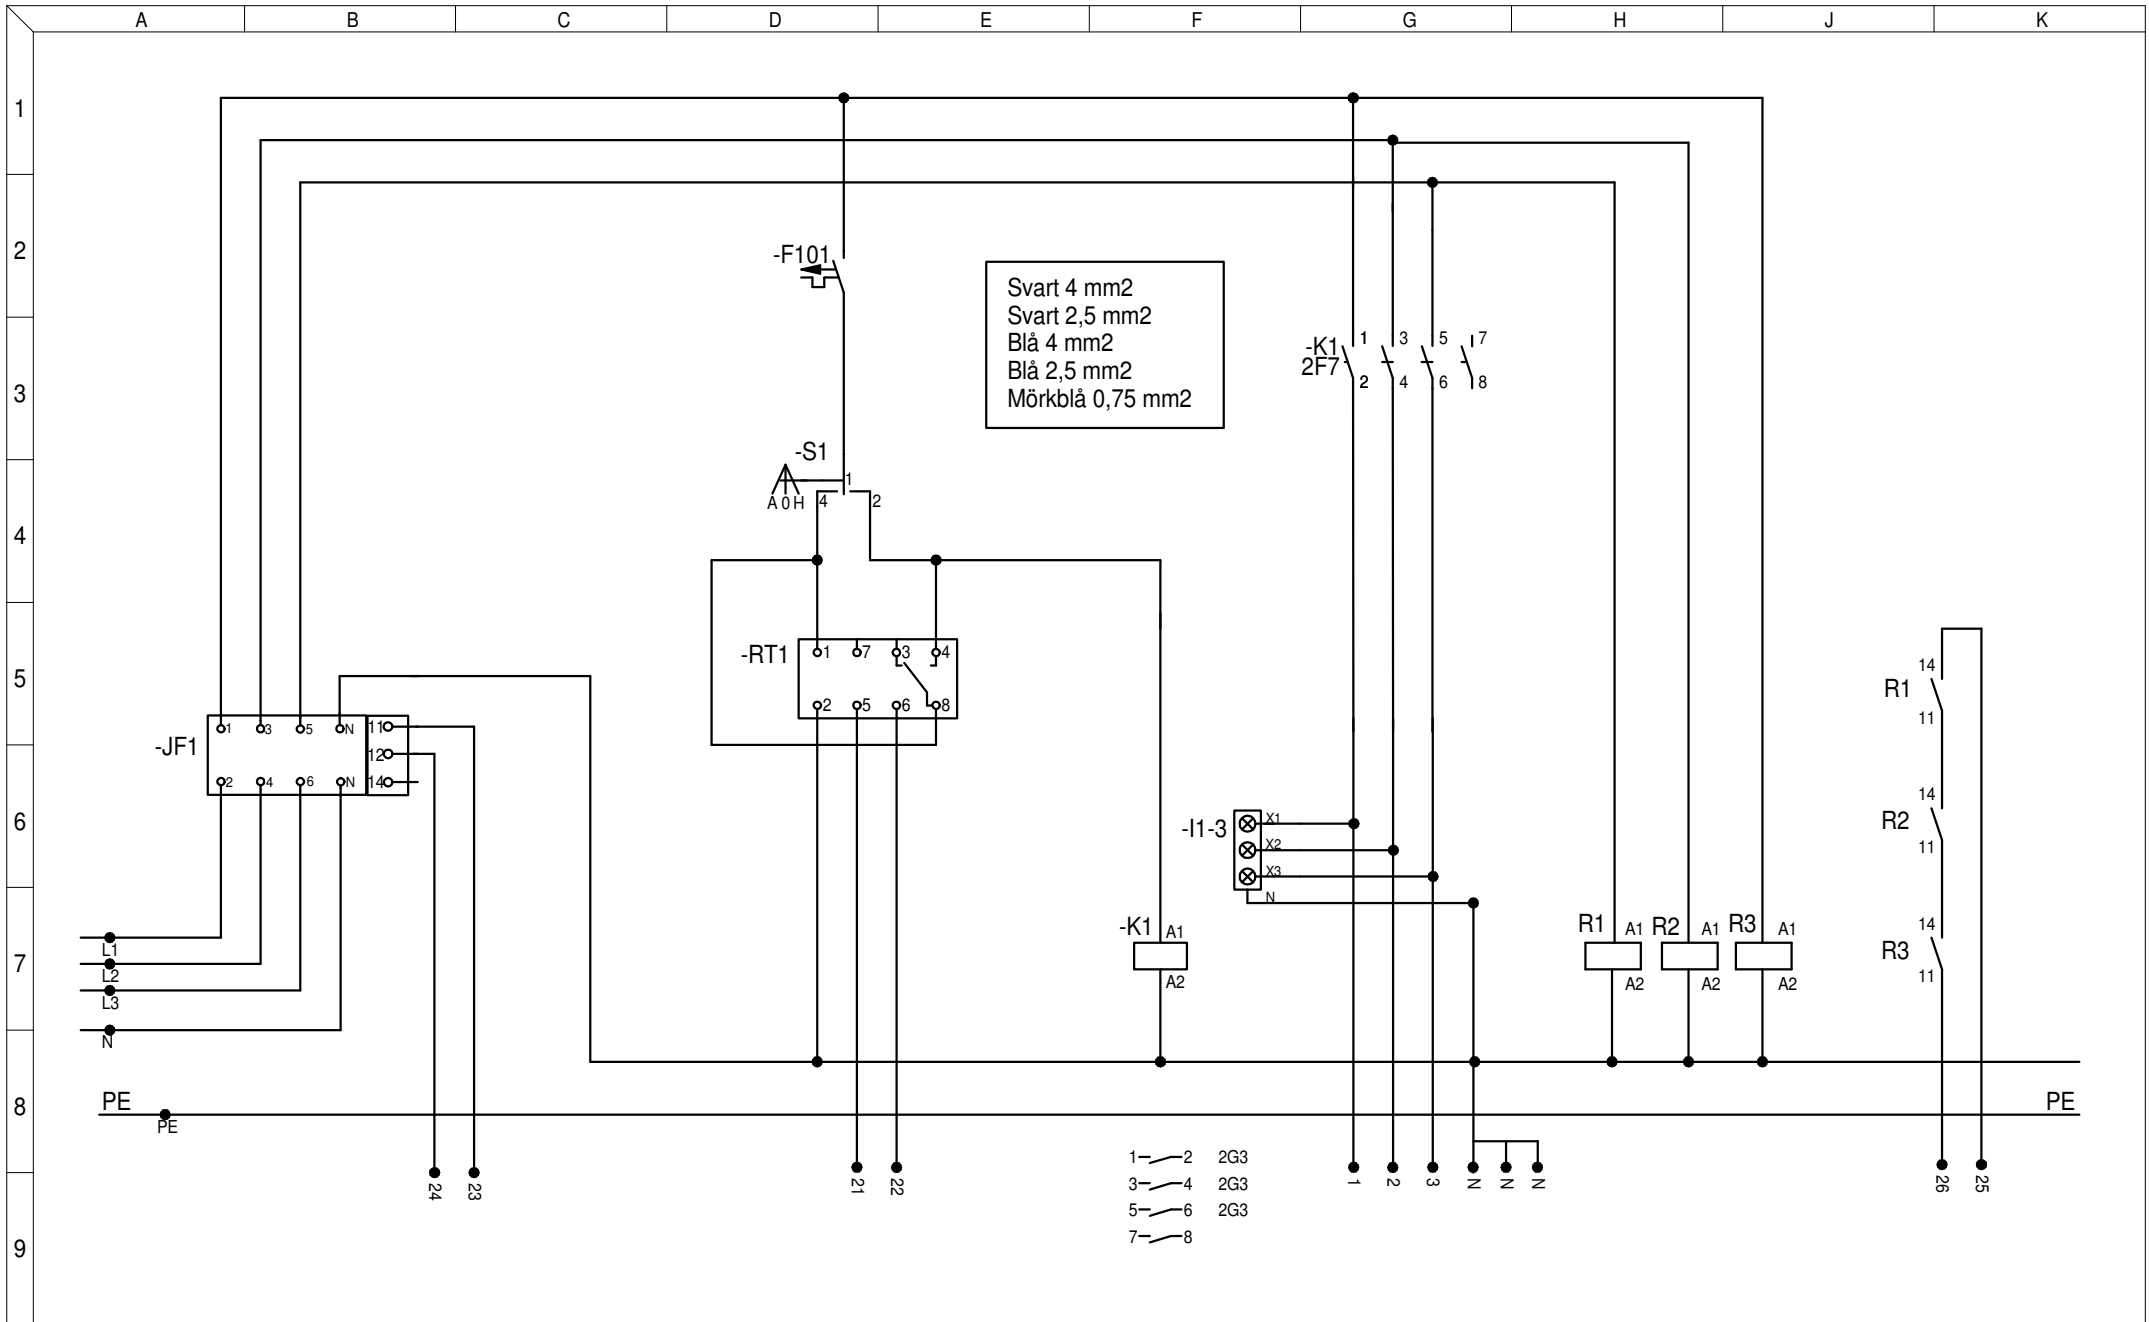 A B C D E F G H J K
1
2
-F101
Svart 4 mm2
Svart 2,5 mm2
Blå 4 mm2
Blå 2,5 mm2
Mörkblå 0,75 mm2
-K1 1 3 5 7
2F7 2 4 6 8
3
-S1
1
A 0 H 4 2
4
-RT1 1 7 3 4
2 5 6 8
5
14
R1
11
-JF1 1 3 5 N 11
12
2 4 6 N 14
14
R2
11
6
-I1-3 X1
X2
X3
N
-K1 A1
A2
R1 A1 R2 A1 R3 A1
A2 A2 A2
14
R3
11
7
L1
L2
L3
N
8
PE PE
PE
24 23 21 22 1 2 3 N N N 26 25
1 2 2G3
3 4 2G3
5 6 2G3
7 8
9